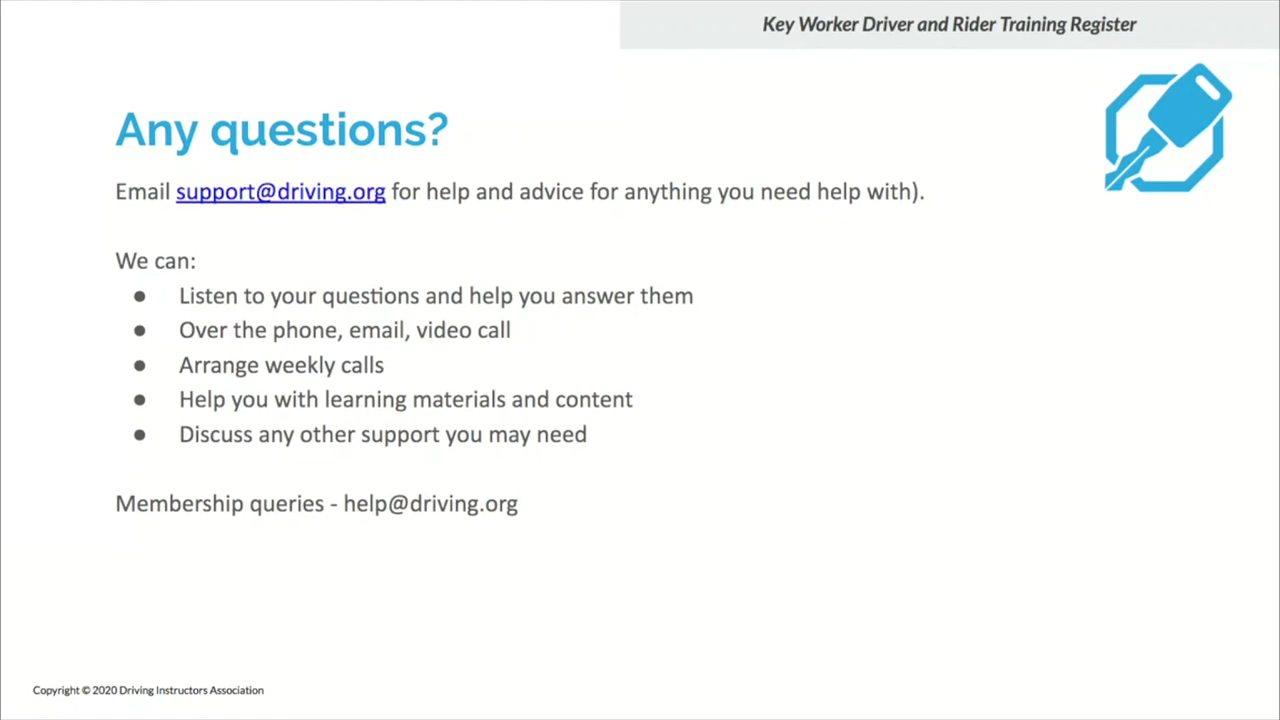 Key Worker Driver and Rider Training Register
Any questions?
Email support@driving.org for help and advice for anything you need help with).
We can:
● Listen to your questions and help you answer them
● Over the phone, email, video call
● Arrange weekly calls
● Help you with learning materials and content
● Discuss any other support you may need
Membership queries - help@driving.org
Copyright © 2020 Driving Instructors Association